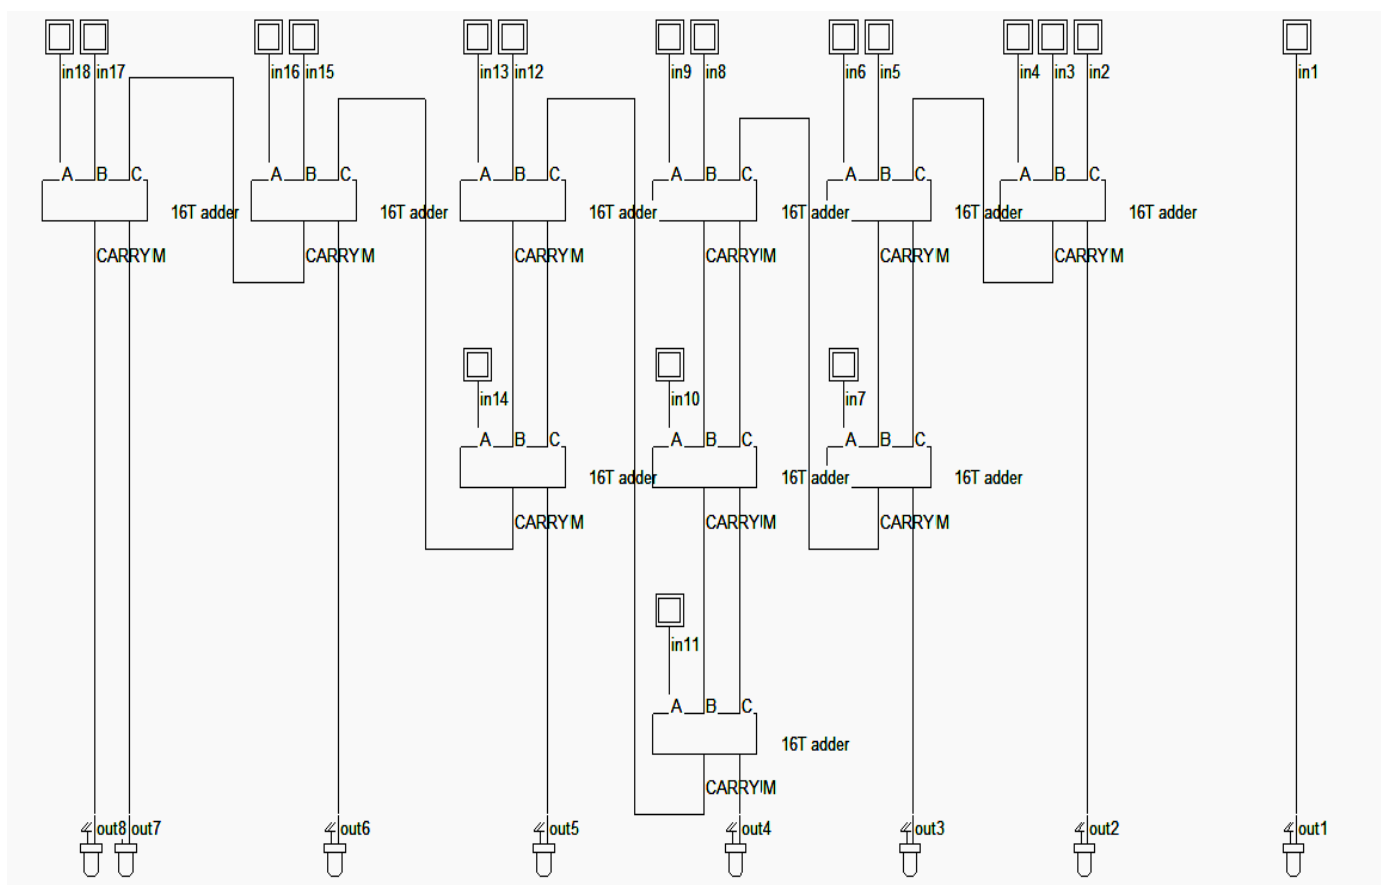 in18 in17 in16 in15 in13 in12 in9 in8 in6 in5 in4 in3 in2 in1
A B C A B C A B C A B C A B C A B C
16T adder 16T adder 16T adder 16T adder 16T adder 16T adder
CARRY M CARRY M CARRY M CARRY M CARRY M CARRY M
in14 in10 in7
A B C A B C A B C
16T adder 16T adder 16T adder
CARRY M CARRY M CARRY M
in11
A B C
16T adder
CARRY M
out8 out7 out6 out5 out4 out3 out2 out1